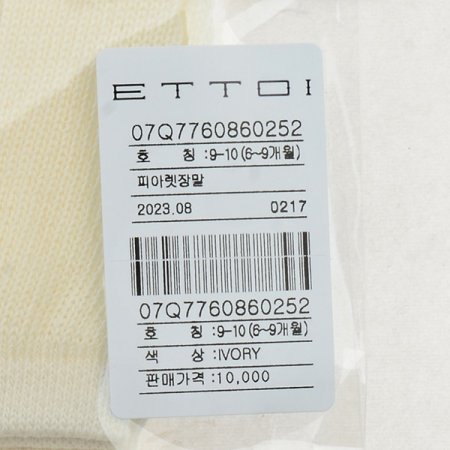 ETTOI
07Q7760860252
호 칭 :9-10(6~9개월)
피아렛장말
2023.08 0217
07Q7760860252
호 칭 :9-10(6~9개월)
색 상 :IVORY
판매가격 :10,000